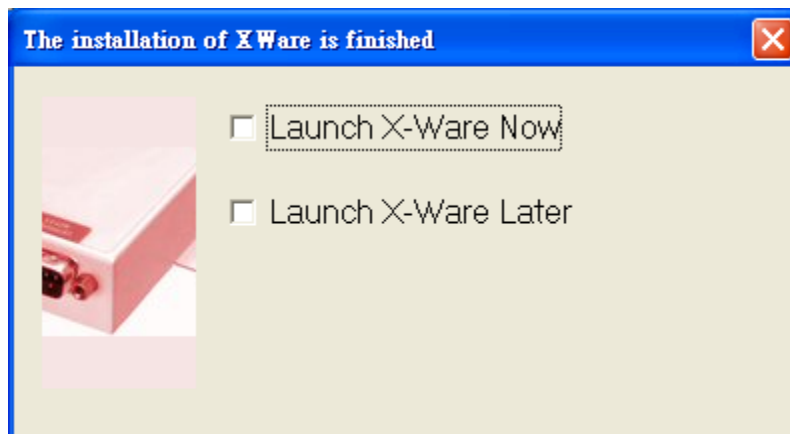 The installation of XWare is finished
Launch X-Ware Now
Launch X-Ware Later